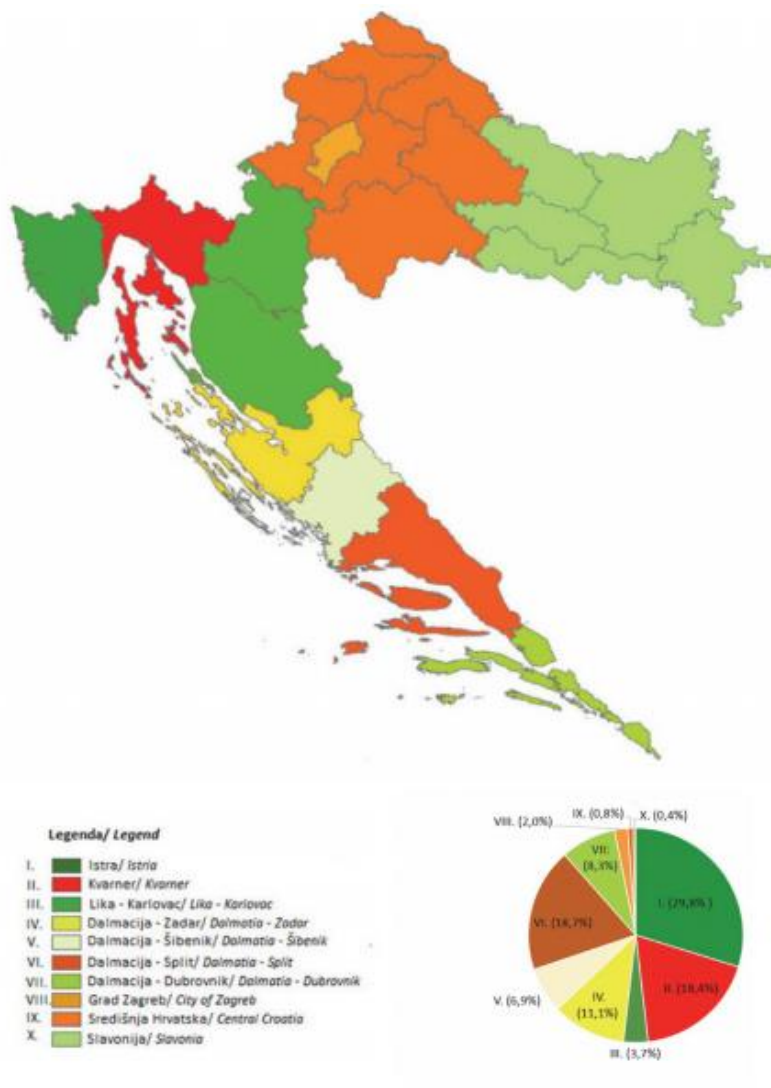 Legenda/ Legend
I. Istra/ Istria
II. Kvarner/ Kvarner
III. Lika - Karlovac/ Lika - Karlovac
IV. Dalmacija - Zadar/ Dalmatia - Zadar
V. Dalmacija - Šibenik/ Dalmatia - Šibenik
VI. Dalmacija - Split/ Dalmatia - Split
VII. Dalmacija - Dubrovnik/ Dalmatia - Dubrovnik
VIII. Grad Zagreb/ City of Zagreb
IX. Središnja Hrvatska/ Central Croatia
X. Slavonija/ Slavonia
VIII. (2,0%)
IX. (0,8%)
X. (0,4%)
VII.
(8,3%)
I. (29,8% )
VI. (18,7%)
II. (18,4%)
V. (6,9%)
IV.
(11,1%)
III. (3,7%)